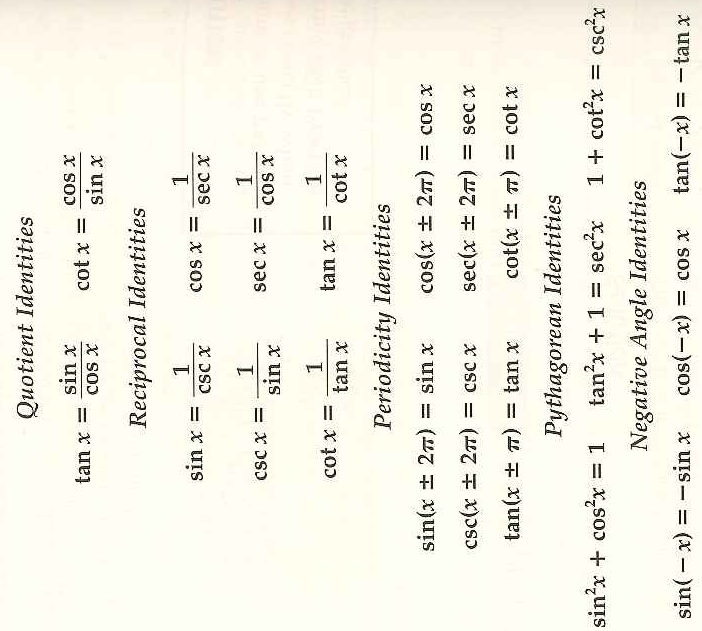 Quotient Identities
tan x = sin x / cos x   cot x = cos x / sin x
Reciprocal Identities
sin x = 1 / csc x   cos x = 1 / sec x
csc x = 1 / sin x   sec x = 1 / cos x
cot x = 1 / tan x   tan x = 1 / cot x
Periodicity Identities
sin(x ± 2π) = sin x   cos(x ± 2π) = cos x
csc(x ± 2π) = csc x   sec(x ± 2π) = sec x
tan(x ± π) = tan x   cot(x ± π) = cot x
Pythagorean Identities
sin²x + cos²x = 1   tan²x + 1 = sec²x   1 + cot²x = csc²x
Negative Angle Identities
sin(− x) = −sin x   cos(−x) = cos x   tan(−x) = −tan x